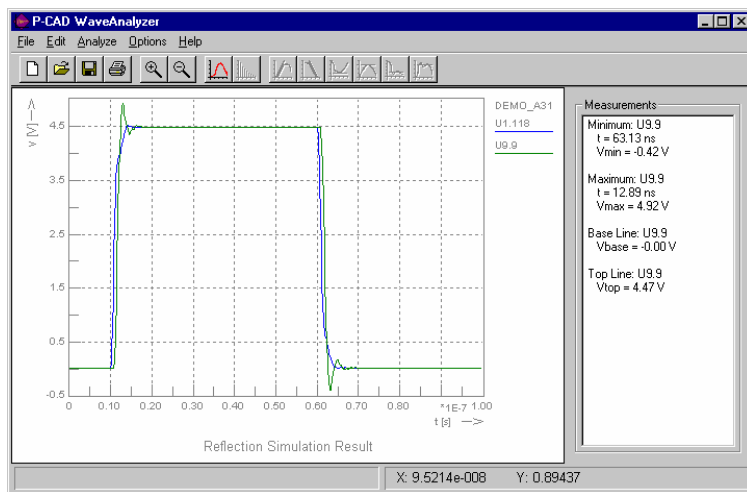 P-CAD WaveAnalyzer
File Edit Analyze Options Help
v [V] —>
4.5
3.5
2.5
1.5
0.5
-0.5
0 0.10 0.20 0.30 0.40 0.50 0.60 0.70 0.80 *1E-7 1.00
t [s] —>
Reflection Simulation Result
DEMO_A31
U1.118
U9.9
Measurements
Minimum: U9.9
t = 63.13 ns
Vmin = -0.42 V
Maximum: U9.9
t = 12.89 ns
Vmax = 4.92 V
Base Line: U9.9
Vbase = -0.00 V
Top Line: U9.9
Vtop = 4.47 V
X: 9.5214e-008 Y: 0.89437